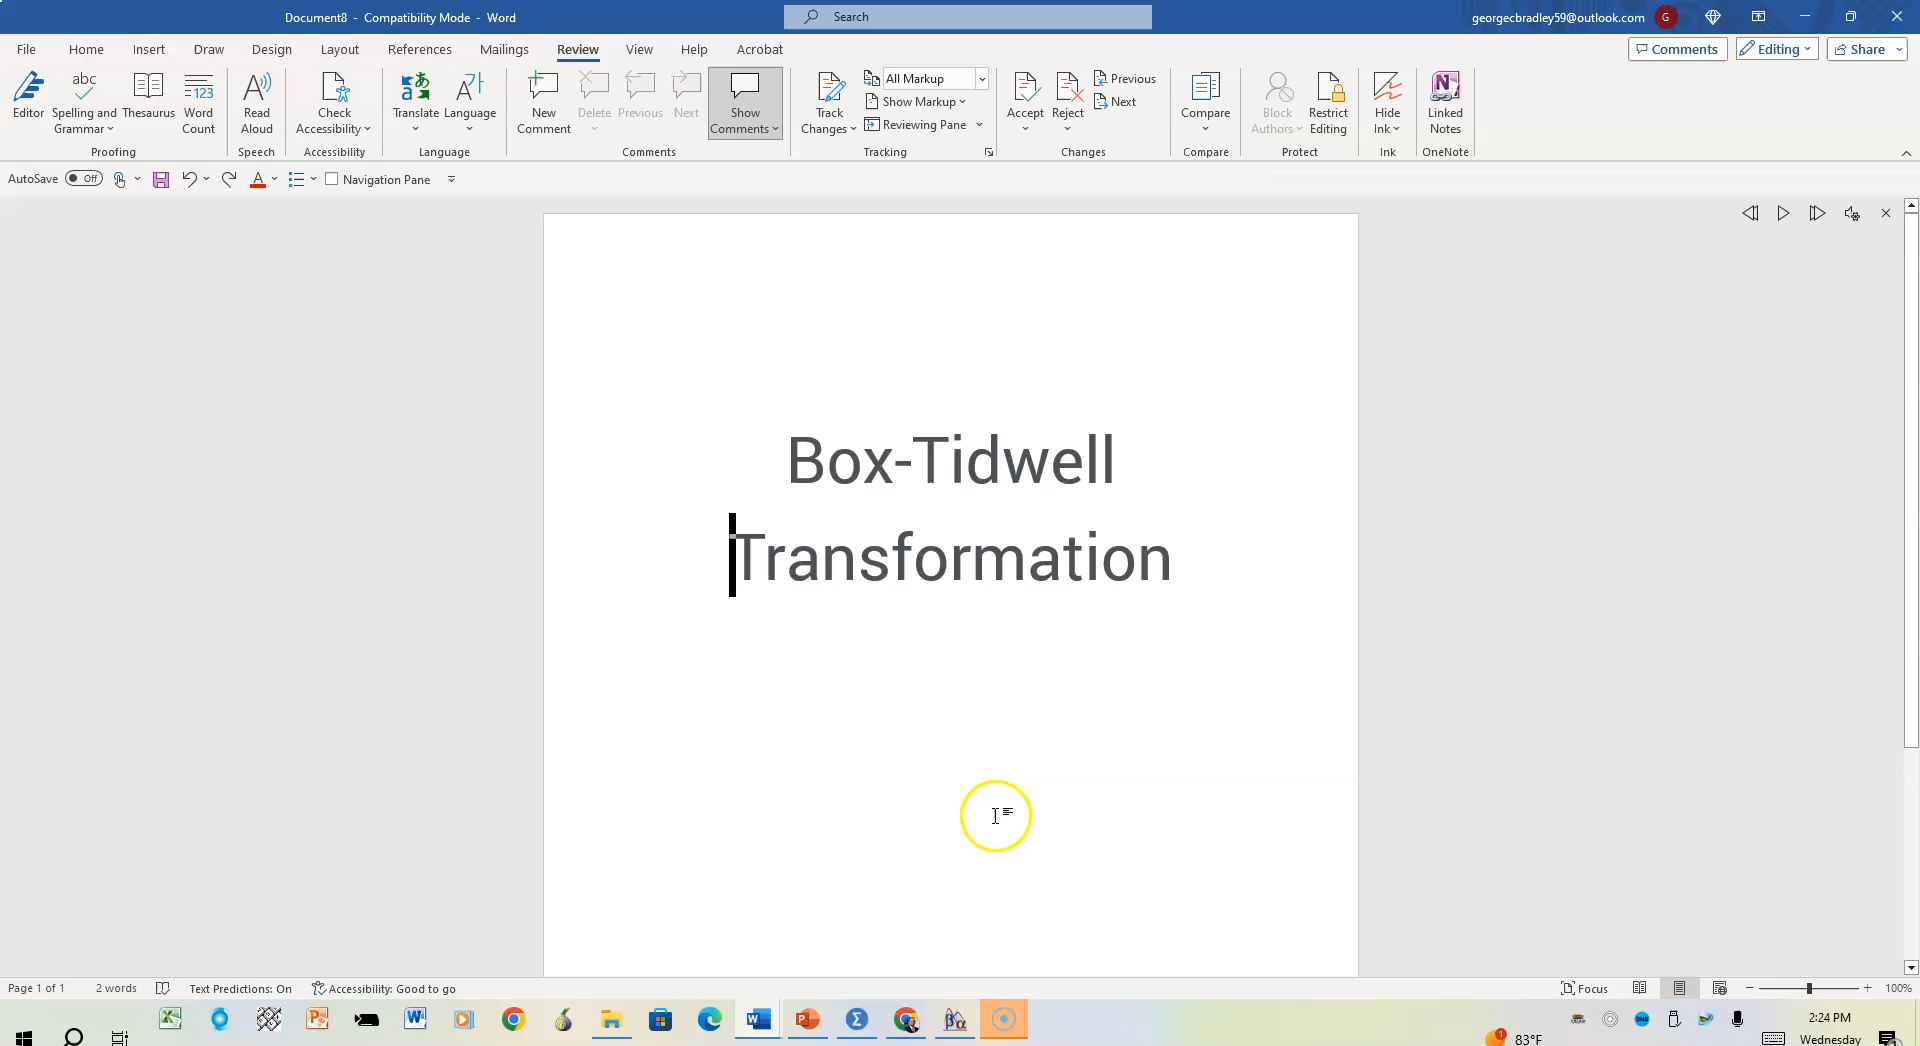 Document8 - Compatibility Mode - Word
Search
georgecbradley59@outlook.com
G
File Home Insert Draw Design Layout References Mailings Review View Help Acrobat
Comments Editing Share
Editor
Spelling and Grammar
Thesaurus
Word Count
Read Aloud
Check Accessibility
Translate
Language
New Comment
Delete
Previous
Next
Show Comments
Track Changes
All Markup
Show Markup
Reviewing Pane
Accept
Reject
Previous
Next
Compare
Block Authors
Restrict Editing
Hide Ink
Linked Notes
Proofing Speech Accessibility Language Comments Tracking Changes Compare Protect Ink OneNote
AutoSave Off Navigation Pane
Box-Tidwell
Transformation
Page 1 of 1 2 words Text Predictions: On Accessibility: Good to go Focus 100%
2:24 PM
83°F Wednesday